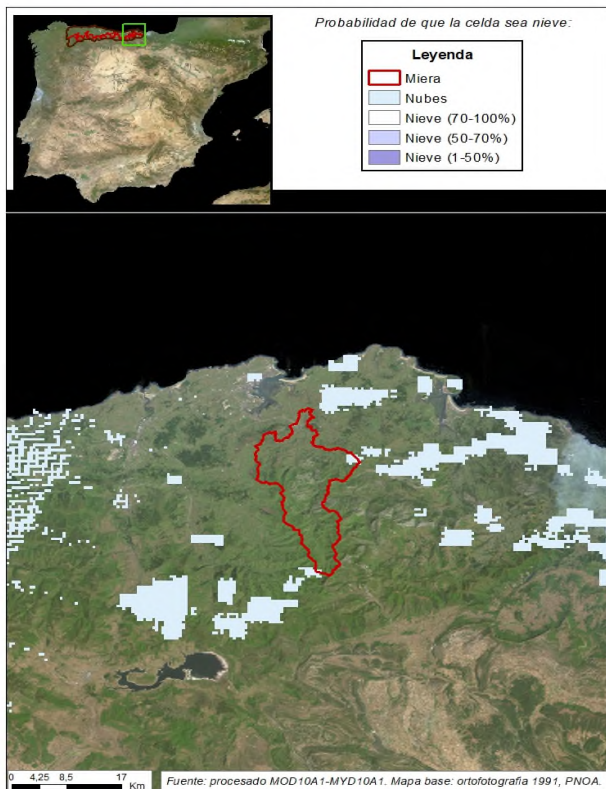 Probabilidad de que la celda sea nieve:
Leyenda
Miera
Nubes
Nieve (70-100%)
Nieve (50-70%)
Nieve (1-50%)
0 4,25 8,5 17
Km
Fuente: procesado MOD10A1-MYD10A1. Mapa base: ortofotografía 1991, PNOA.